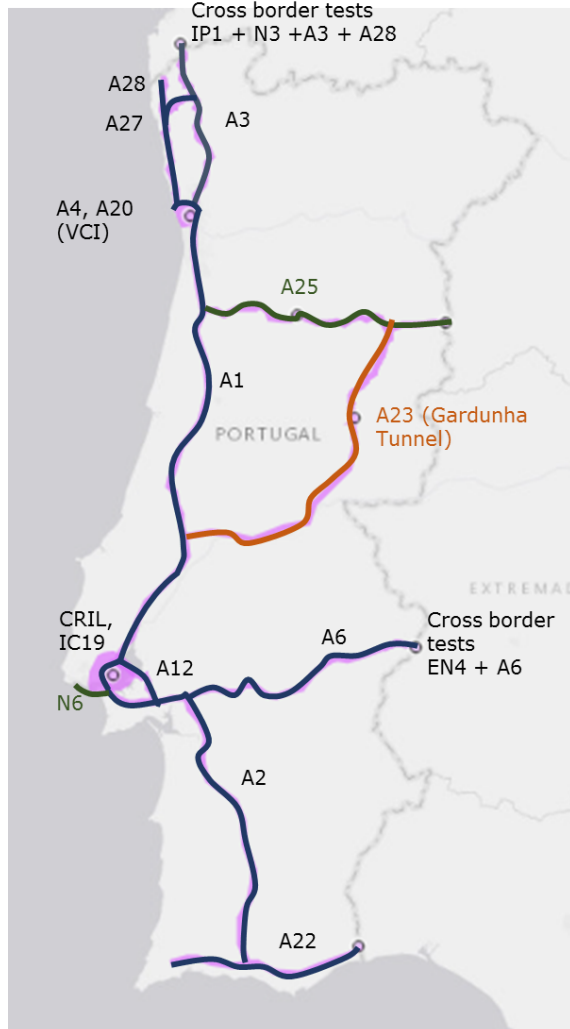 Cross border tests
IP1 + N3 +A3 + A28
A28
A27
A3
A4, A20
(VCI)
A25
A1
A23 (Gardunha
Tunnel)
PORTUGAL
EXTREMAD
CRIL,
IC19
Cross border
tests
EN4 + A6
A6
A12
N6
A2
A22